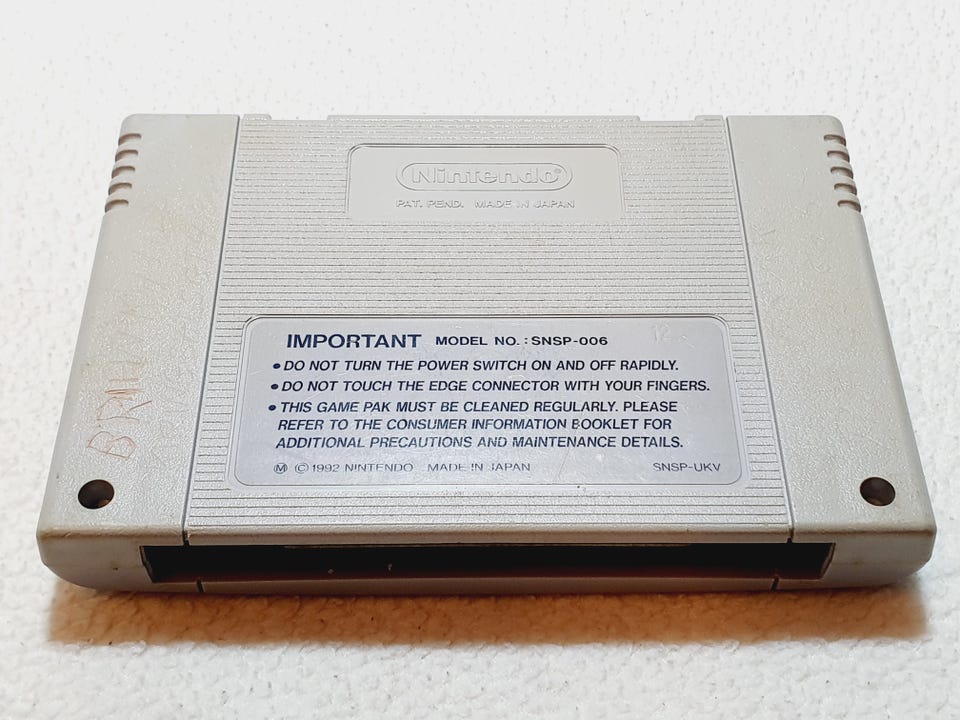 Nintendo®
PAT. PEND. MADE IN JAPAN
IMPORTANT MODEL NO. : SNSP-006
● DO NOT TURN THE POWER SWITCH ON AND OFF RAPIDLY.
● DO NOT TOUCH THE EDGE CONNECTOR WITH YOUR FINGERS.
● THIS GAME PAK MUST BE CLEANED REGULARLY. PLEASE
REFER TO THE CONSUMER INFORMATION BOOKLET FOR
ADDITIONAL PRECAUTIONS AND MAINTENANCE DETAILS.
Ⓜ © 1992 NINTENDO MADE IN JAPAN SNSP-UKV
12